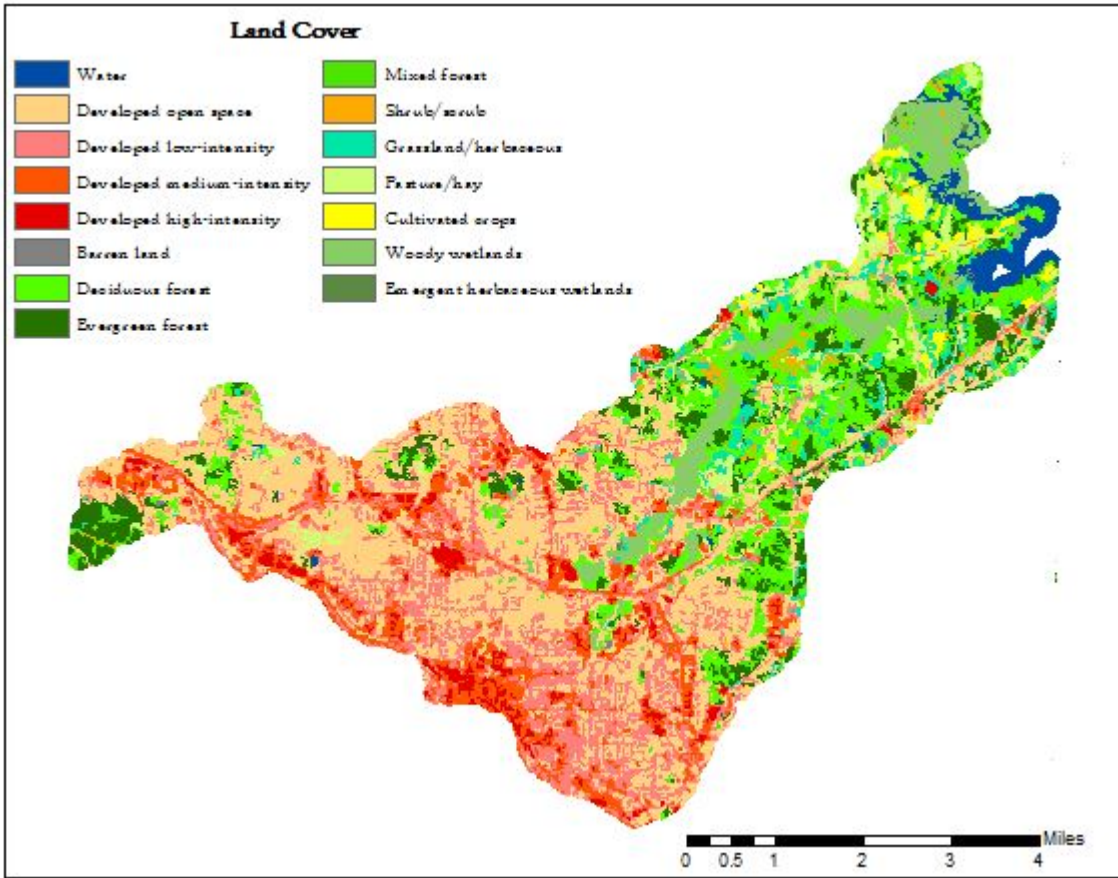 Land Cover
Water
Developed open space
Developed low-intensity
Developed medium-intensity
Developed high-intensity
Barren land
Deciduous forest
Evergreen forest
Mixed forest
Shrub/scrub
Grassland/herbaceous
Pasture/hay
Cultivated crops
Woody wetlands
Emergent herbaceous wetlands
Miles
0 0.5 1 2 3 4